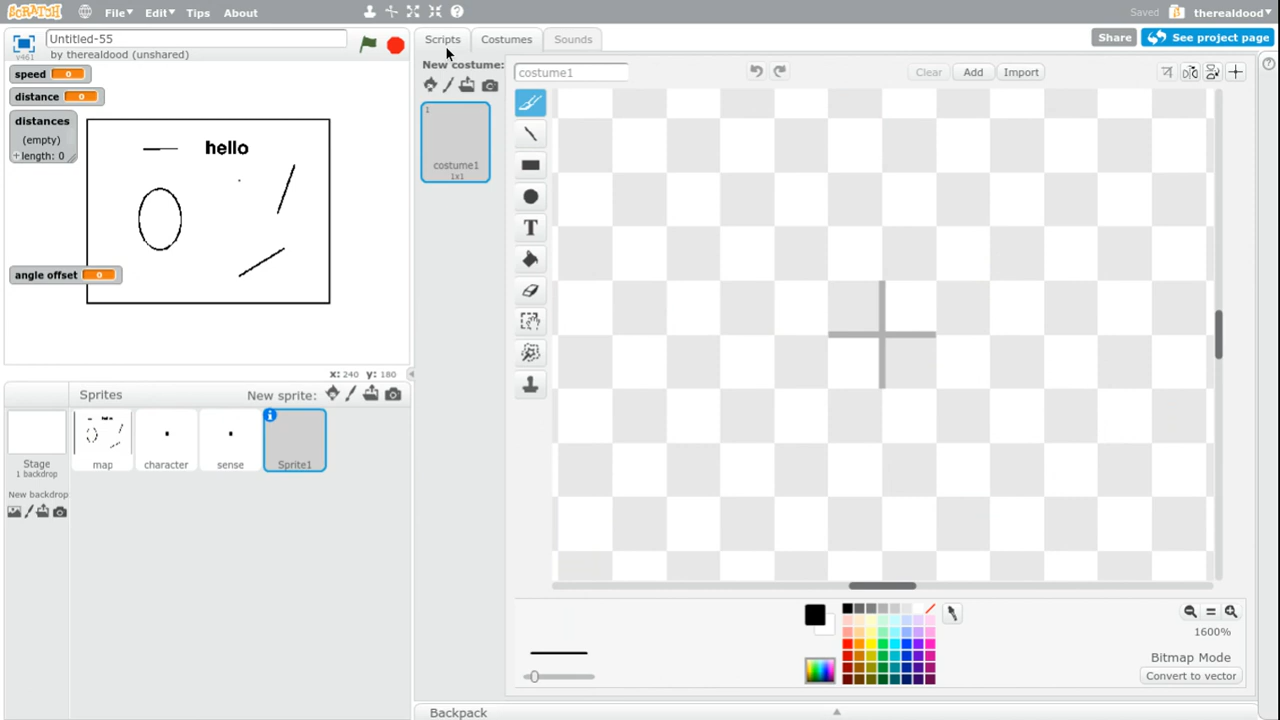 SCRATCH File▾ Edit▾ Tips About Saved therealdood▾
v461 Untitled-55
by therealdood (unshared)
Scripts Costumes Sounds Share See project page
speed 0
distance 0
distances
(empty)
+ length: 0
hello
angle offset 0
x: 240 y: 180
New costume:
1
costume1
1x1
costume1 Clear Add Import
T
Sprites New sprite:
Stage
1 backdrop
New backdrop
map character sense Sprite1
1600%
Bitmap Mode
Convert to vector
Backpack